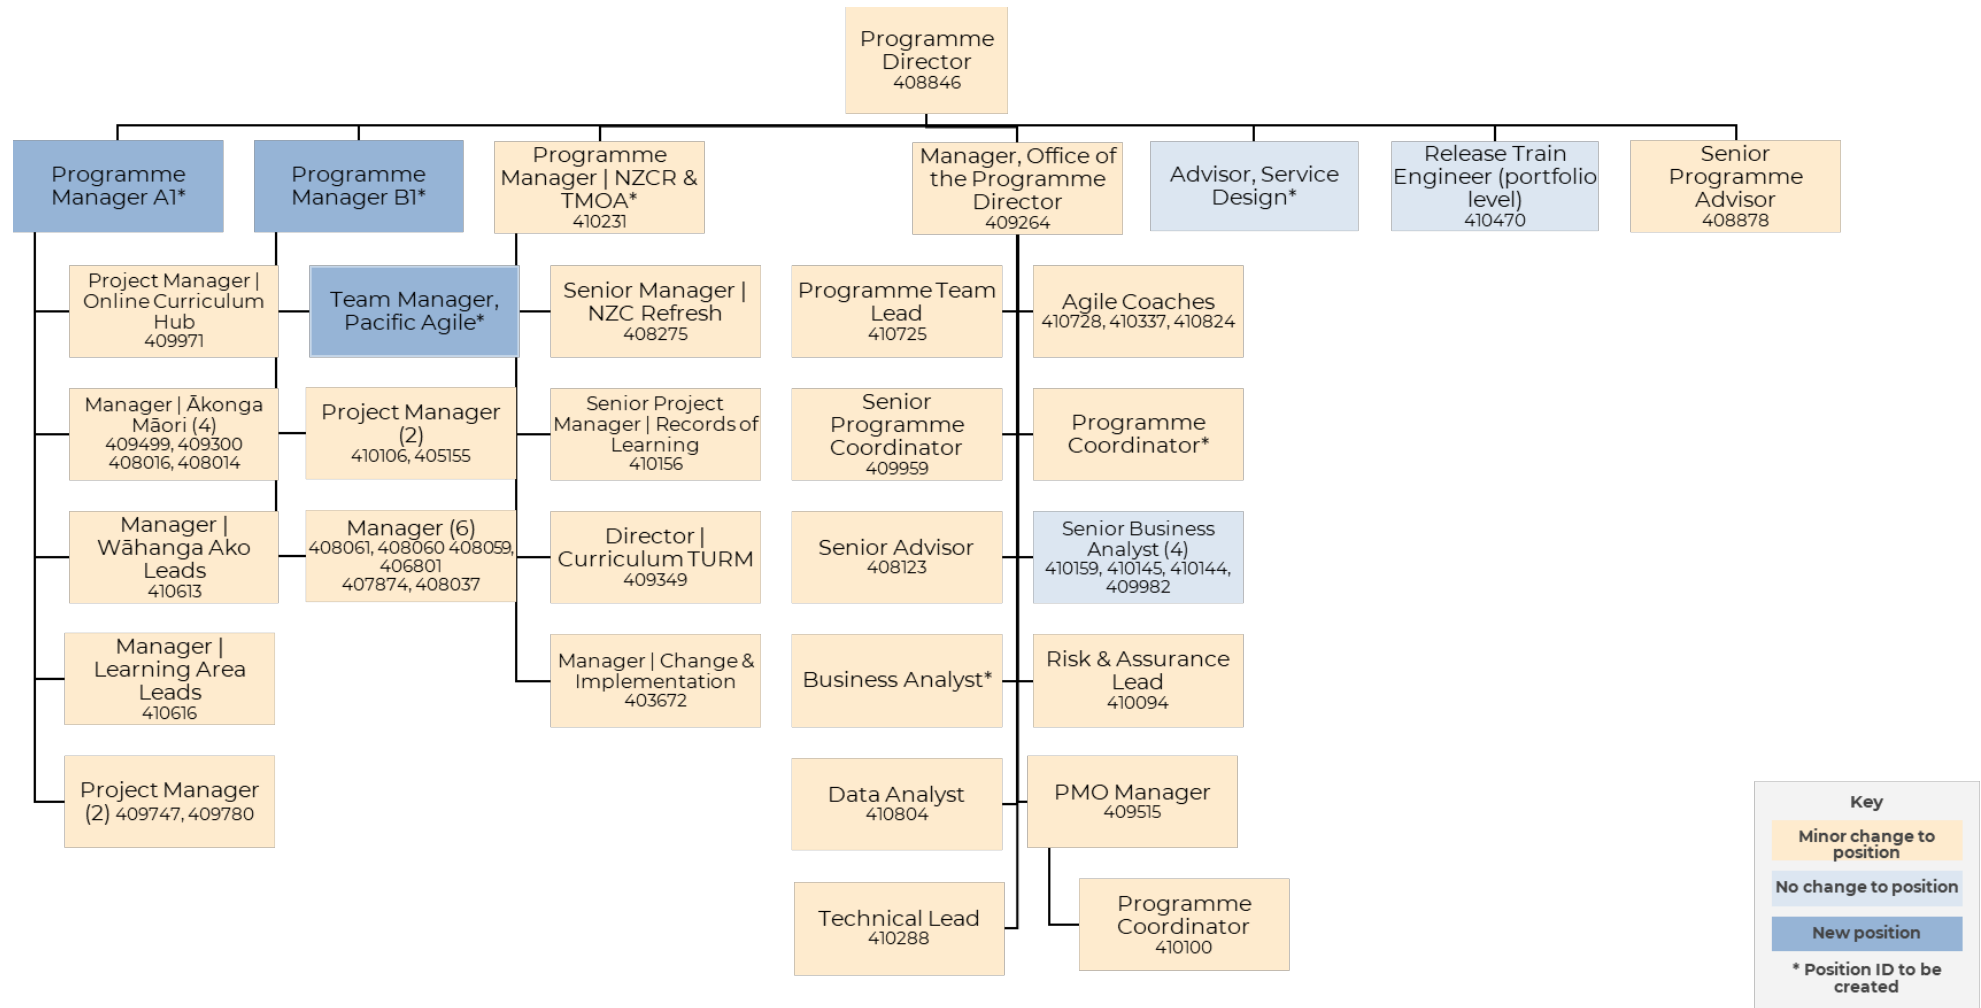 Programme
Director
408846
Programme
Manager A1*
Programme
Manager B1*
Programme
Manager | NZCR &
TMOA*
410231
Manager, Office of
the Programme
Director
409264
Advisor, Service
Design*
Release Train
Engineer (portfolio
level)
410470
Senior
Programme
Advisor
408878
Project Manager |
Online Curriculum
Hub
409971
Team Manager,
Pacific Agile*
Senior Manager |
NZC Refresh
408275
Programme Team
Lead
410725
Agile Coaches
410728, 410337, 410824
Manager | Ākonga
Māori (4)
409499, 409300
408016, 408014
Project Manager
(2)
410106, 405155
Senior Project
Manager | Records of
Learning
410156
Senior
Programme
Coordinator
409959
Programme
Coordinator*
Manager |
Wāhanga Ako
Leads
410613
Manager (6)
408061, 408060 408059,
406801
407874, 408037
Director |
Curriculum TURM
409349
Senior Advisor
408123
Senior Business
Analyst (4)
410159, 410145, 410144,
409982
Manager |
Learning Area
Leads
410616
Manager | Change &
Implementation
403672
Business Analyst*
Risk & Assurance
Lead
410094
Project Manager
(2) 409747, 409780
Data Analyst
410804
PMO Manager
409515
Technical Lead
410288
Programme
Coordinator
410100
Key
Minor change to
position
No change to position
New position
* Position ID to be
created